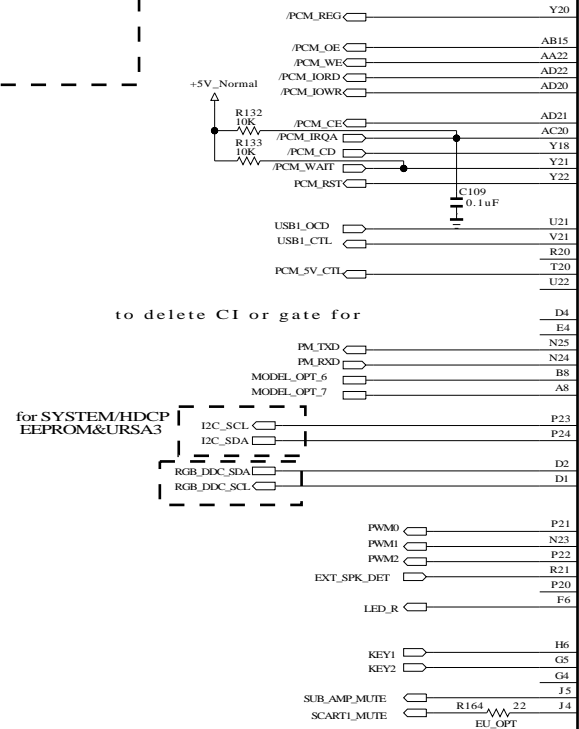 /PCM_REG Y20
/PCM_OE AB15
/PCM_WE AA22
/PCM_IORD AD22
/PCM_IOWR AD20
+5V_Normal
R132
10K
/PCM_CE AD21
/PCM_IRQA AC20
R133
10K
/PCM_CD Y18
/PCM_WAIT Y21
PCM_RST Y22
C109
0.1uF
USB1_OCD U21
USB1_CTL V21
R20
PCM_5V_CTL T20
U22
to delete CI or gate for
D4
E4
PM_TXD N25
PM_RXD N24
MODEL_OPT_6 B8
MODEL_OPT_7 A8
for SYSTEM/HDCP
EEPROM&URSA3
I2C_SCL P23
I2C_SDA P24
RGB_DDC_SDA D2
RGB_DDC_SCL D1
PWM0 P21
PWM1 N23
PWM2 P22
EXT_SPK_DET R21
P20
LED_R F6
KEY1 H6
KEY2 G5
G4
SUB_AMP_MUTE J5
SCART1_MUTE R164 22 J4
EU_OPT